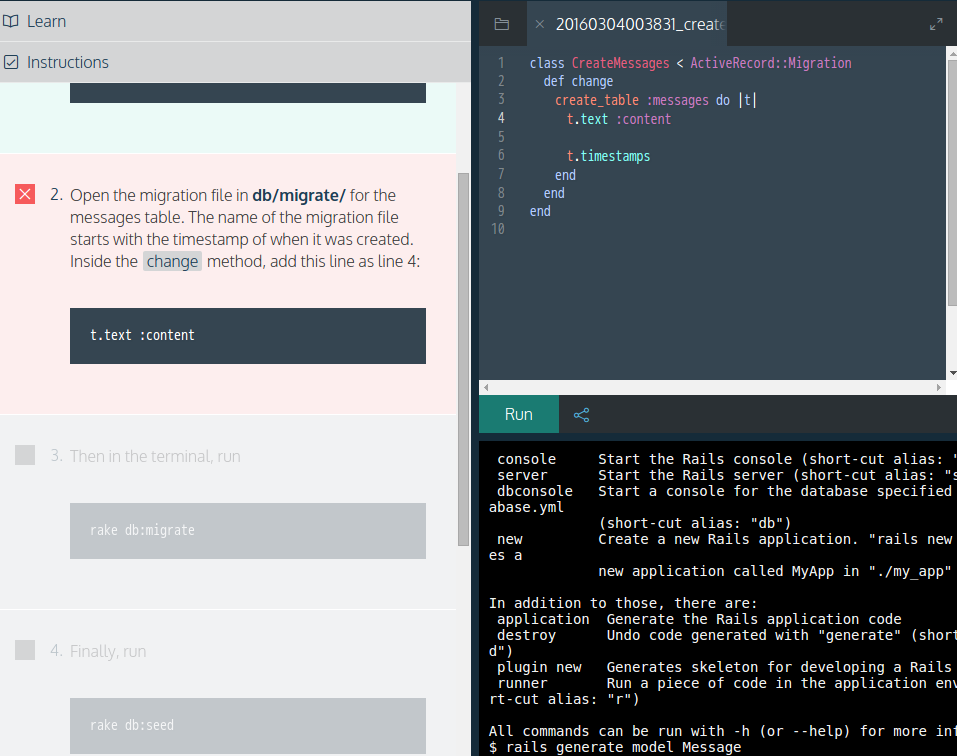 Learn
Instructions
2. Open the migration file in db/migrate/ for the
messages table. The name of the migration file
starts with the timestamp of when it was created.
Inside the change method, add this line as line 4:
t.text :content
3. Then in the terminal, run
rake db:migrate
4. Finally, run
rake db:seed
× 20160304003831_create
1 class CreateMessages < ActiveRecord::Migration
2 def change
3 create_table :messages do |t|
4 t.text :content
5
6 t.timestamps
7 end
8 end
9 end
10
Run
console Start the Rails console (short-cut alias: "
server Start the Rails server (short-cut alias: "s
dbconsole Start a console for the database specified
abase.yml
(short-cut alias: "db")
new Create a new Rails application. "rails new
es a
new application called MyApp in "./my_app"
In addition to those, there are:
application Generate the Rails application code
destroy Undo code generated with "generate" (short
d")
plugin new Generates skeleton for developing a Rails
runner Run a piece of code in the application env
rt-cut alias: "r")
All commands can be run with -h (or --help) for more inf
$ rails generate model Message